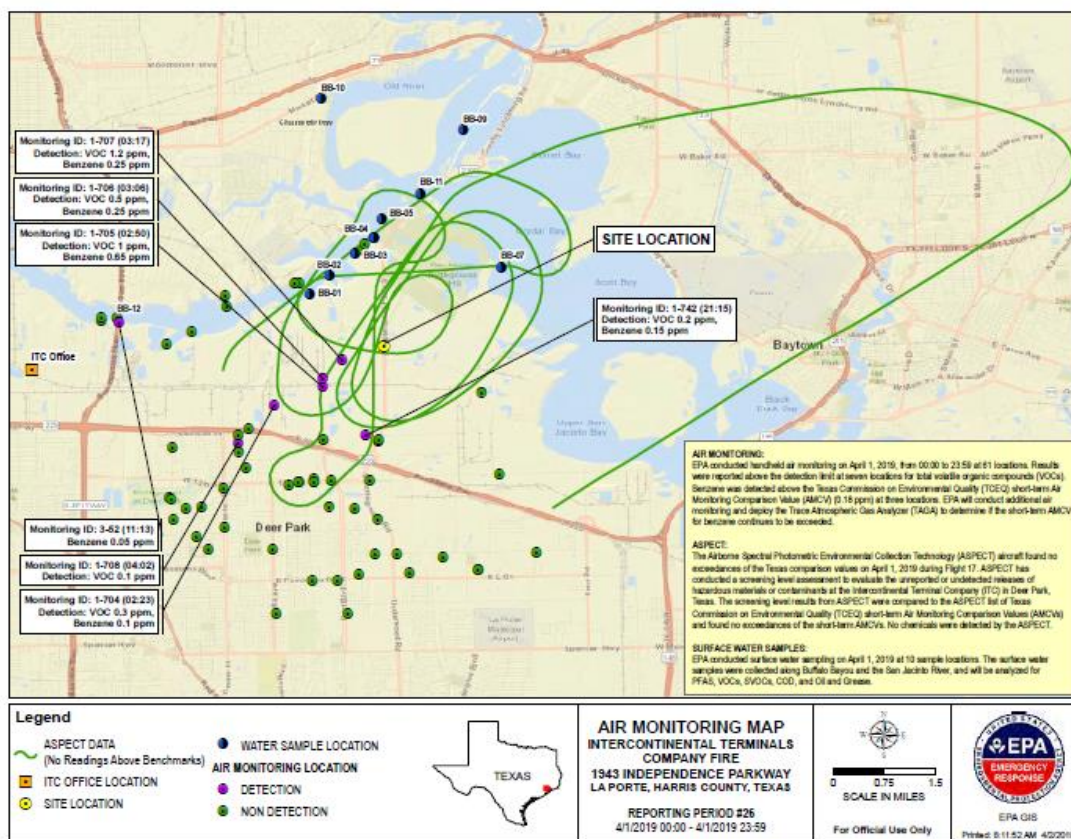 BB-10
Old River
BB-09
W Baker Rd
BB-11
BB-05
BB-04
BB-03
BB-02
BB-01
BB-07
BB-12
Monitoring ID: 1-707 (03:17)
Detection: VOC 1.2 ppm,
Benzene 0.25 ppm
Monitoring ID: 1-706 (03:06)
Detection: VOC 0.5 ppm,
Benzene 0.25 ppm
Monitoring ID: 1-705 (02:50)
Detection: VOC 1 ppm,
Benzene 0.65 ppm
SITE LOCATION
Monitoring ID: 1-742 (21:15)
Detection: VOC 0.2 ppm,
Benzene 0.15 ppm
ITC Office
Scott Bay
Baytown
Black Duck Bay
225
Deer Park
Monitoring ID: 3-52 (11:13)
Benzene 0.05 ppm
Monitoring ID: 1-708 (04:02)
Detection: VOC 0.1 ppm
Monitoring ID: 1-704 (02:23)
Detection: VOC 0.3 ppm,
Benzene 0.1 ppm
AIR MONITORING:
EPA conducted handheld air monitoring on April 1, 2019, from 00:00 to 23:59 at 61 locations. Results
were reported above the detection limit at seven locations for total volatile organic compounds (VOCs).
Benzene was detected above the Texas Commission on Environmental Quality (TCEQ) short-term Air
Monitoring Comparison Value (AMCV) (0.18 ppm) at three locations. EPA will conduct additional air
monitoring and deploy the Trace Atmospheric Gas Analyzer (TAGA) to determine if the short-term AMCV
for benzene continues to be exceeded.
ASPECT:
The Airborne Spectral Photometric Environmental Collection Technology (ASPECT) aircraft found no
exceedances of the Texas comparison values on April 1, 2019 during Flight 17. ASPECT has
conducted a screening level assessment to evaluate the unreported or undetected releases of
hazardous materials or contaminants at the Intercontinental Terminal Company (ITC) in Deer Park,
Texas. The screening level results from ASPECT were compared to the ASPECT list of Texas
Commission on Environmental Quality (TCEQ) short-term Air Monitoring Comparison Values (AMCVs)
and found no exceedances of the short-term AMCVs. No chemicals were detected by the ASPECT.
SURFACE WATER SAMPLES:
EPA conducted surface water sampling on April 1, 2019 at 10 sample locations. The surface water
samples were collected along Buffalo Bayou and the San Jacinto River, and will be analyzed for
PFAS, VOCs, SVOCs, COD, and Oil and Grease.
Legend
ASPECT DATA
(No Readings Above Benchmarks)
ITC OFFICE LOCATION
SITE LOCATION
WATER SAMPLE LOCATION
AIR MONITORING LOCATION
DETECTION
NON DETECTION
TEXAS
AIR MONITORING MAP
INTERCONTINENTAL TERMINALS
COMPANY FIRE
1943 INDEPENDENCE PARKWAY
LA PORTE, HARRIS COUNTY, TEXAS
REPORTING PERIOD #26
4/1/2019 00:00 - 4/1/2019 23:59
0 0.75 1.5
SCALE IN MILES
For Official Use Only
UNITED STATES
EPA
EMERGENCY
RESPONSE
ENVIRONMENTAL PROTECTION AGENCY
EPA GIS